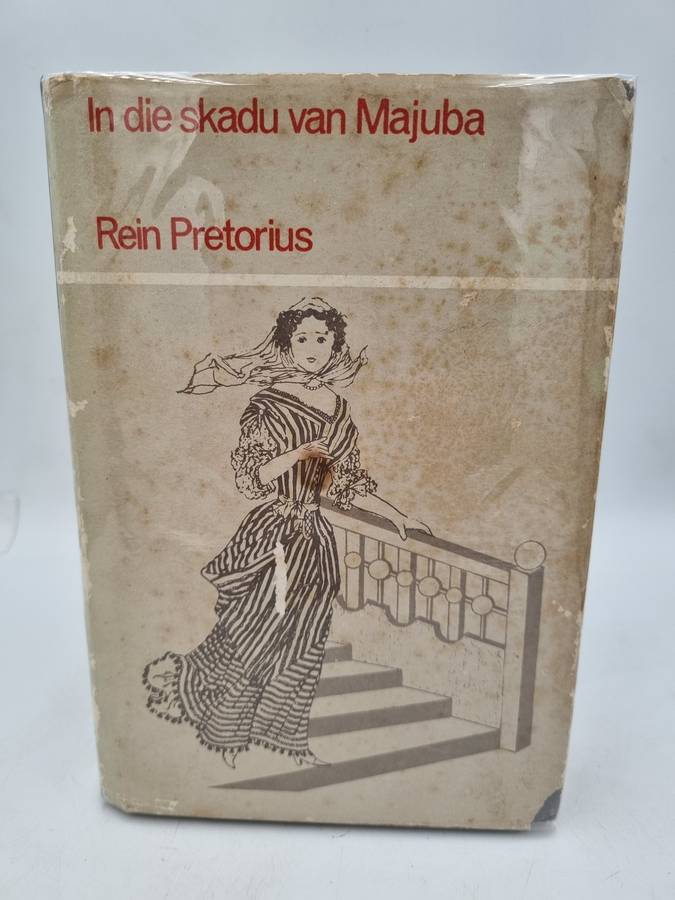 In die skadu van Majuba
Rein Pretorius